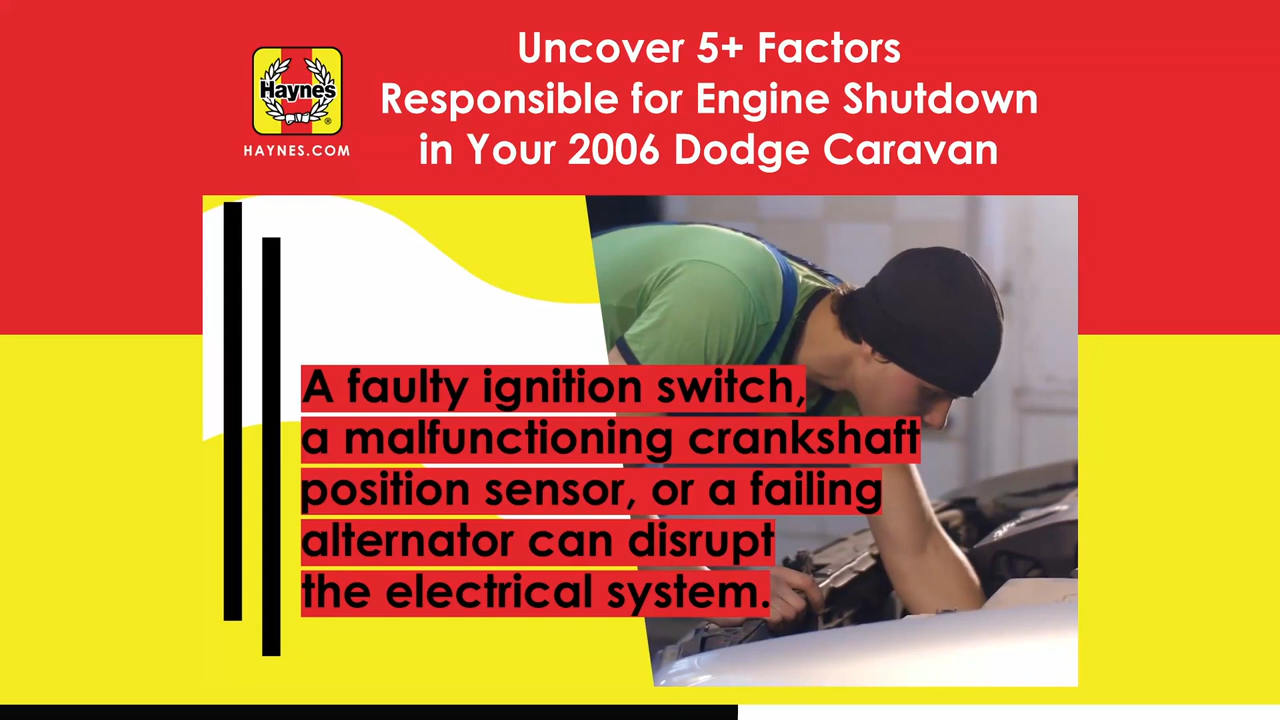 Uncover 5+ Factors
Responsible for Engine Shutdown
in Your 2006 Dodge Caravan
Haynes
®
HAYNES.COM
A faulty ignition switch,
a malfunctioning crankshaft
position sensor, or a failing
alternator can disrupt
the electrical system.